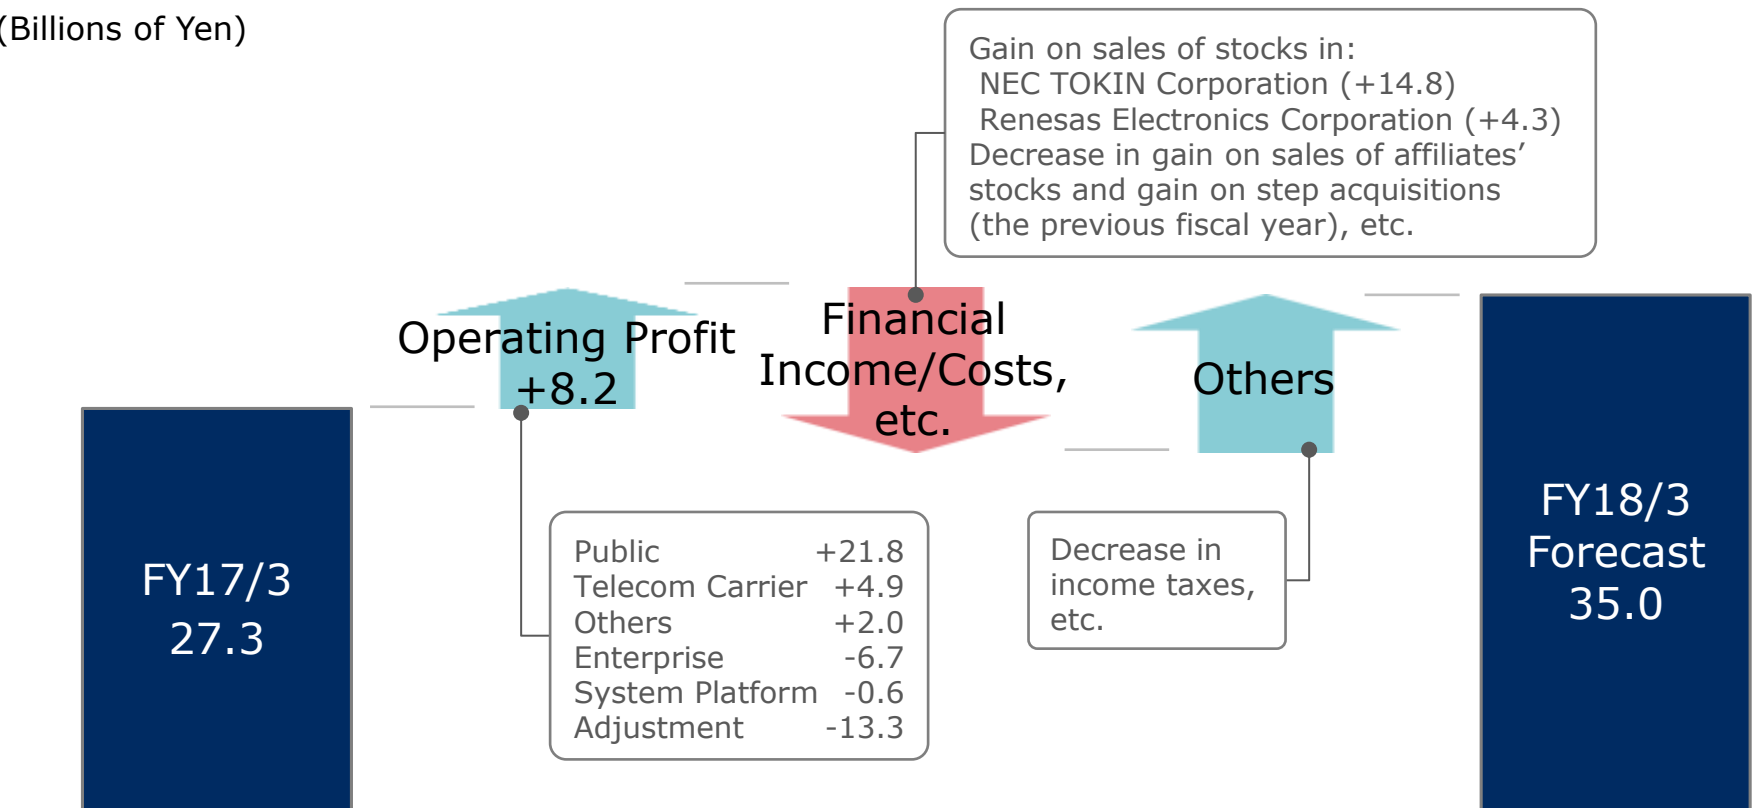 (Billions of Yen)
Gain on sales of stocks in:
NEC TOKIN Corporation (+14.8)
Renesas Electronics Corporation (+4.3)
Decrease in gain on sales of affiliates’
stocks and gain on step acquisitions
(the previous fiscal year), etc.
Operating Profit
+8.2
Financial
Income/Costs,
etc.
Others
FY17/3
27.3
Public +21.8
Telecom Carrier +4.9
Others +2.0
Enterprise -6.7
System Platform -0.6
Adjustment -13.3
Decrease in
income taxes,
etc.
FY18/3
Forecast
35.0